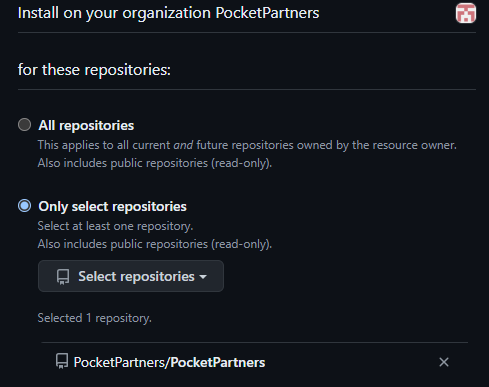 Install on your organization PocketPartners
for these repositories:
All repositories
This applies to all current and future repositories owned by the resource owner.
Also includes public repositories (read-only).
Only select repositories
Select at least one repository.
Also includes public repositories (read-only).
Select repositories
Selected 1 repository.
PocketPartners/PocketPartners